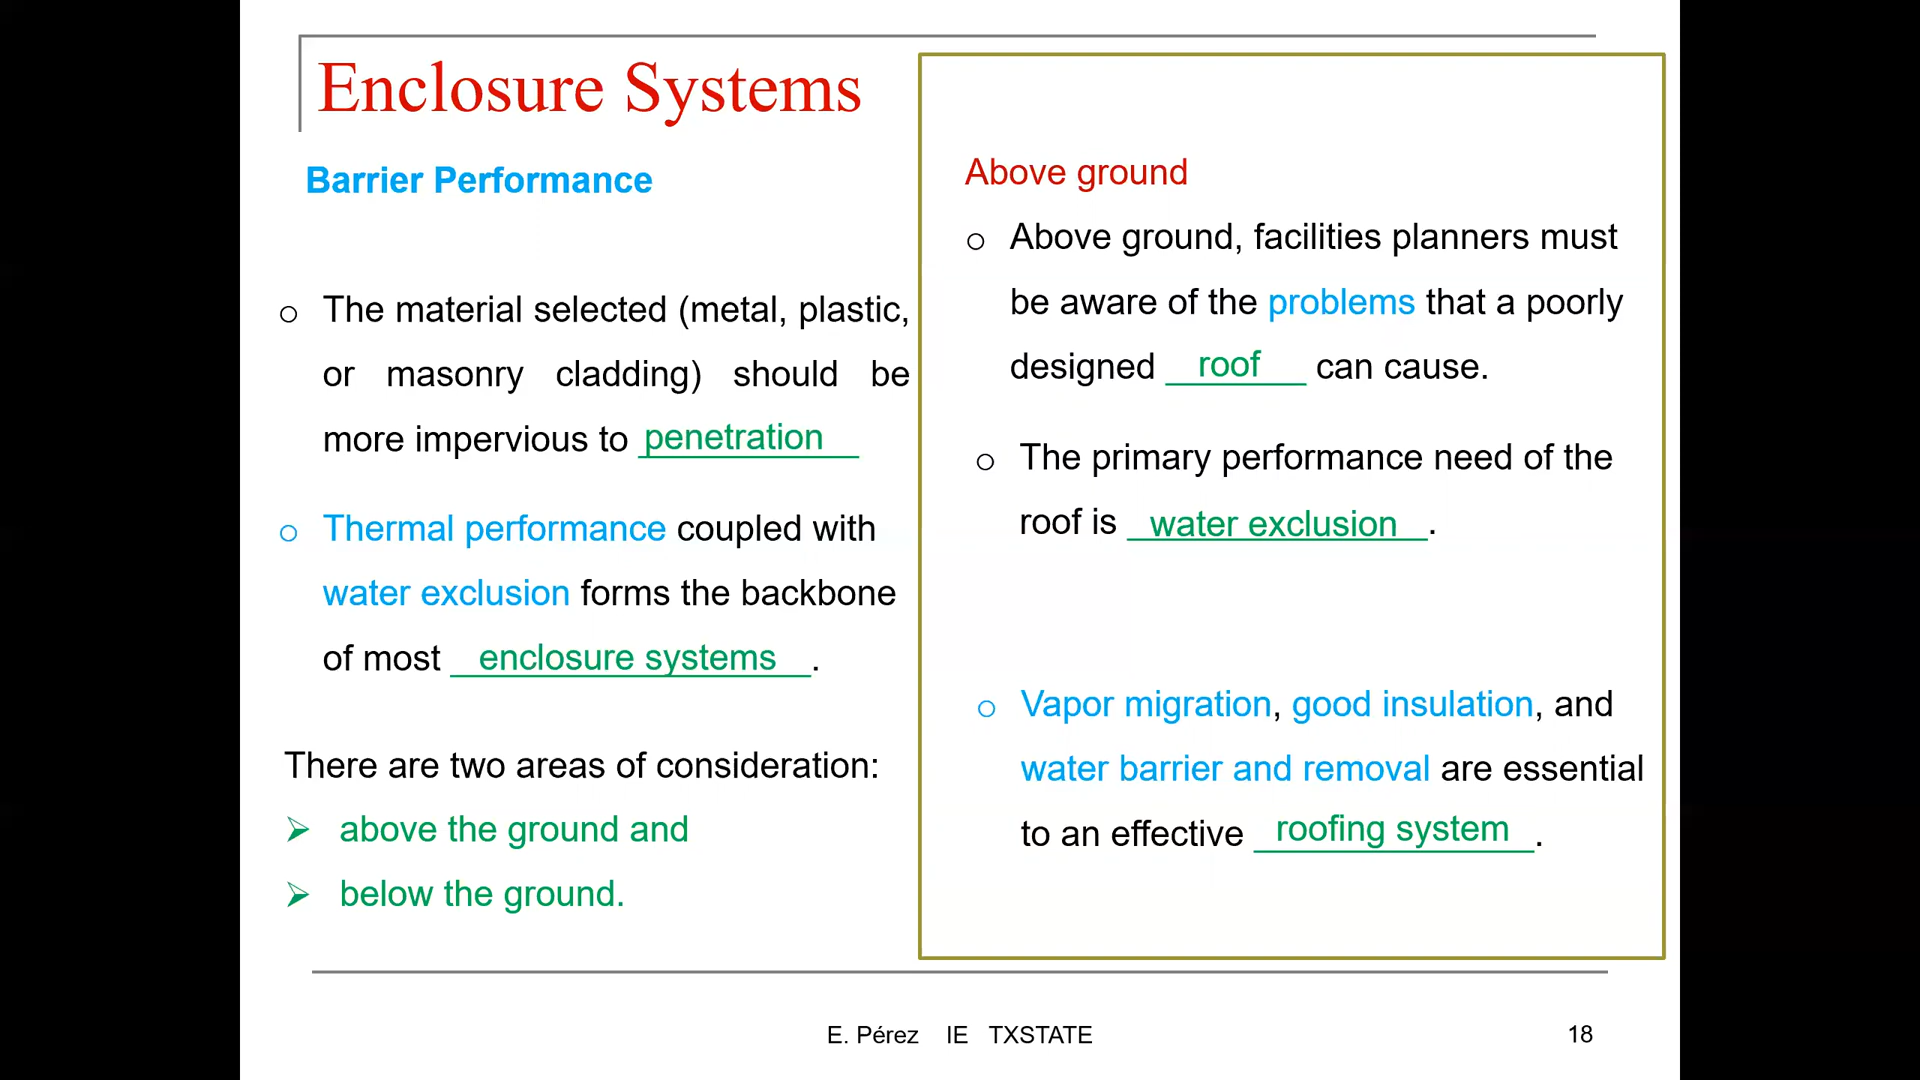 Enclosure Systems
Barrier Performance
o The material selected (metal, plastic,
or masonry cladding) should be
more impervious to penetration
o Thermal performance coupled with
water exclusion forms the backbone
of most enclosure systems.
There are two areas of consideration:
➢ above the ground and
➢ below the ground.
Above ground
o Above ground, facilities planners must
be aware of the problems that a poorly
designed roof can cause.
o The primary performance need of the
roof is water exclusion.
o Vapor migration, good insulation, and
water barrier and removal are essential
to an effective roofing system.
E. Pérez IE TXSTATE
18